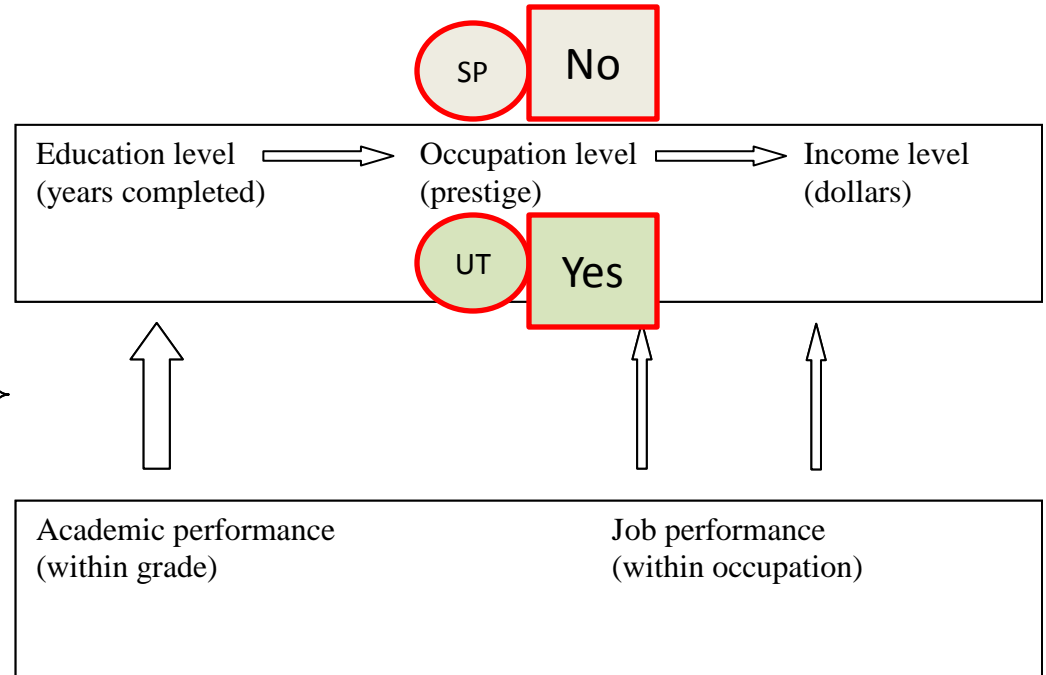 SP
No
Education level
(years completed)
Occupation level
(prestige)
Income level
(dollars)
UT
Yes
Academic performance
(within grade)
Job performance
(within occupation)